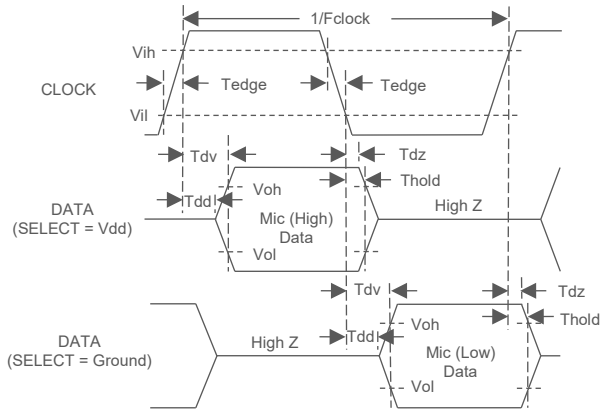 1/Fclock
Vih
CLOCK
Tedge
Tedge
Vil
Tdv
Tdz
Tdd
Voh
Thold
DATA
(SELECT = Vdd)
Mic (High)
Data
High Z
Vol
Tdv
Tdz
Tdd
Voh
Thold
DATA
(SELECT = Ground)
High Z
Mic (Low)
Data
Vol